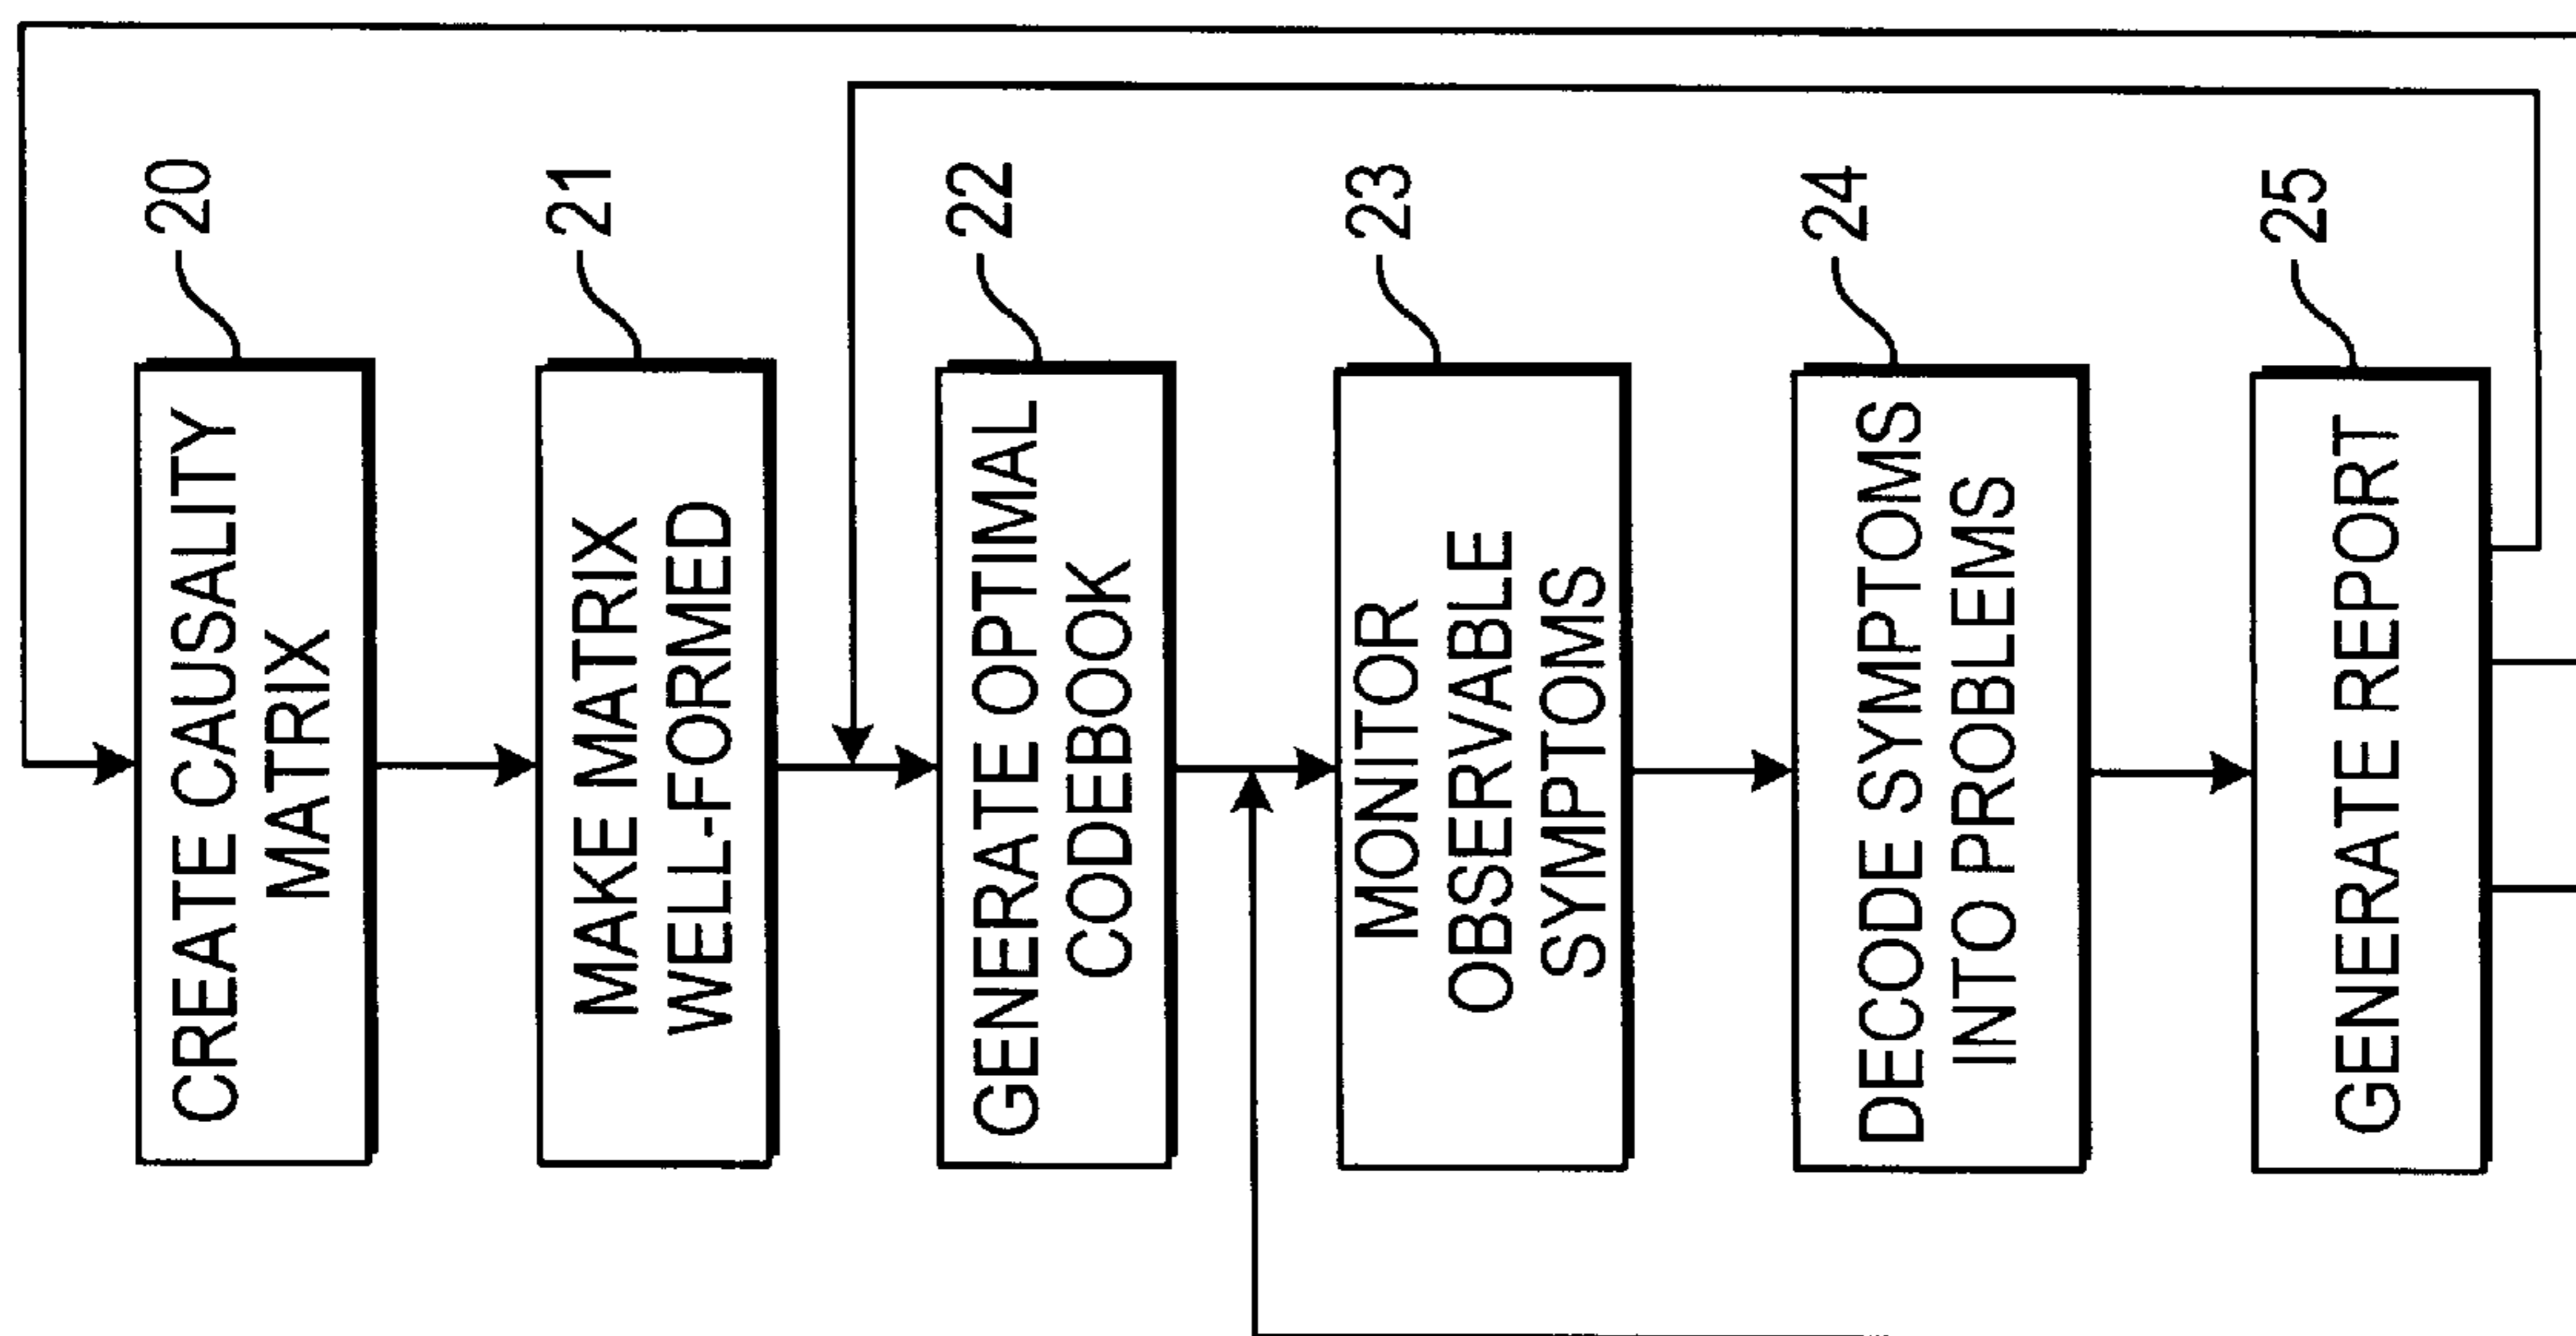 20
CREATE CAUSALITY
MATRIX
21
MAKE MATRIX
WELL-FORMED
22
GENERATE OPTIMAL
CODEBOOK
23
MONITOR
OBSERVABLE
SYMPTOMS
24
DECODE SYMPTOMS
INTO PROBLEMS
25
GENERATE REPORT